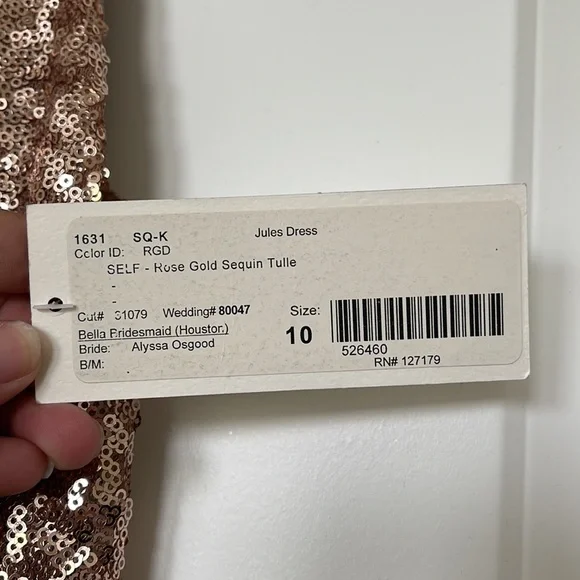 1631 SQ-K Jules Dress
Color ID: RGD
SELF - Rose Gold Sequin Tulle
-
-
Cut# 31079 Wedding# 80047 Size:
Bella Bridesmaid (Houston) 10
Bride: Alyssa Osgood 526460
B/M: RN# 127179